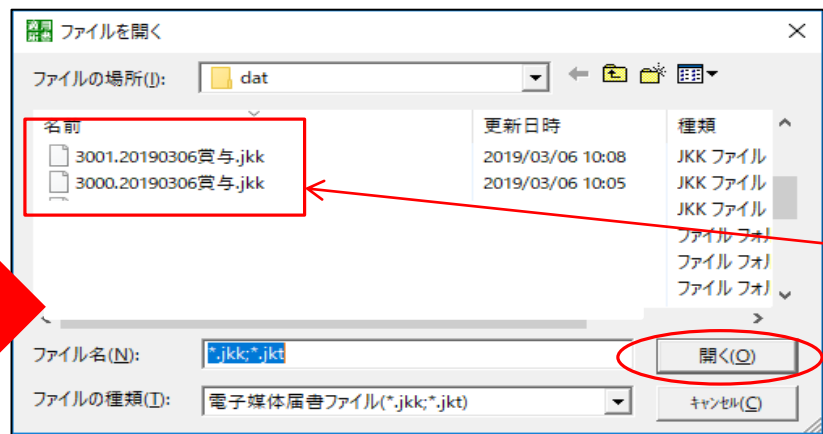 ファイルを開く
ファイルの場所(I): dat
名前 更新日時 種類
3001.20190306賞与.jkk 2019/03/06 10:08 JKK ファイル
3000.20190306賞与.jkk 2019/03/06 10:05 JKK ファイル
JKK ファイル
ファイル フォル
ファイル フォル
ファイル フォル
ファイル名(N): *.jkk;*.jkt 開く(O)
ファイルの種類(T): 電子媒体届書ファイル(*.jkk;*.jkt) キャンセル(C)